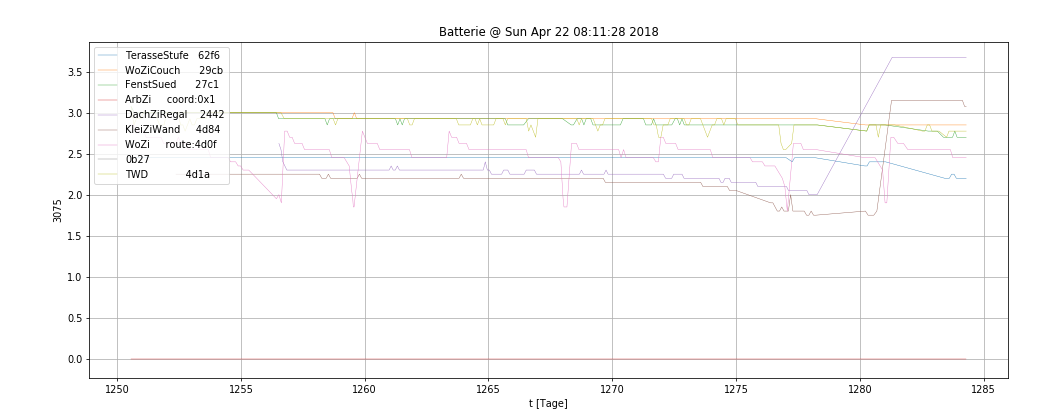 Batterie @ Sun Apr 22 08:11:28 2018
TerasseStufe 62f6
WoZiCouch 29cb
FenstSued 27c1
ArbZi coord:0x1
DachZiRegal 2442
KleiZiWand 4d84
WoZi route:4d0f
0b27
TWD 4d1a
3.5
3.0
2.5
2.0
1.5
1.0
0.5
0.0
3075
1250 1255 1260 1265 1270 1275 1280 1285
t [Tage]